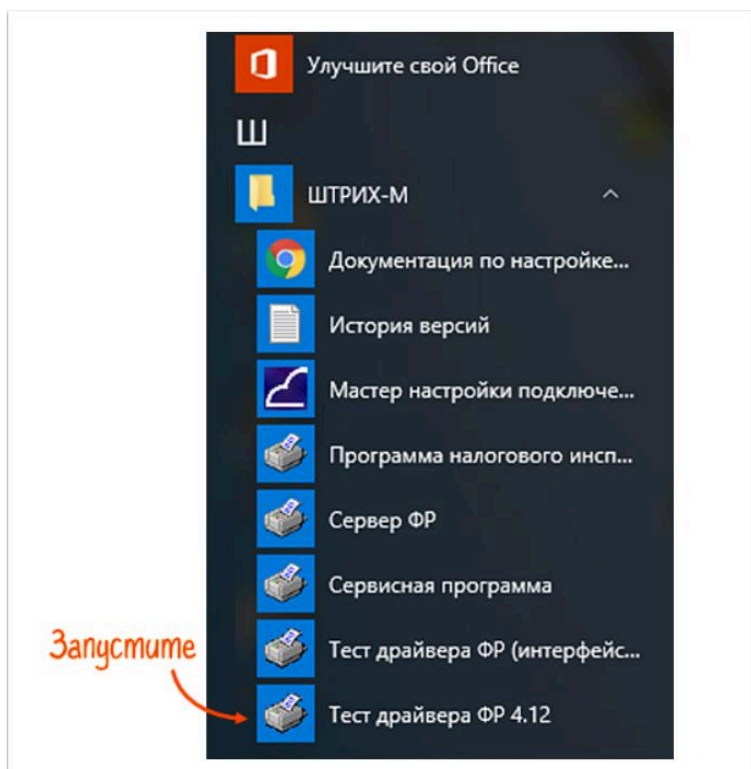 Улучшите свой Office
Ш
ШТРИХ-М
Документация по настройке...
История версий
Мастер настройки подключе...
Программа налогового инсп...
Сервер ФР
Сервисная программа
Запустите
Тест драйвера ФР (интерфейс...
Тест драйвера ФР 4.12